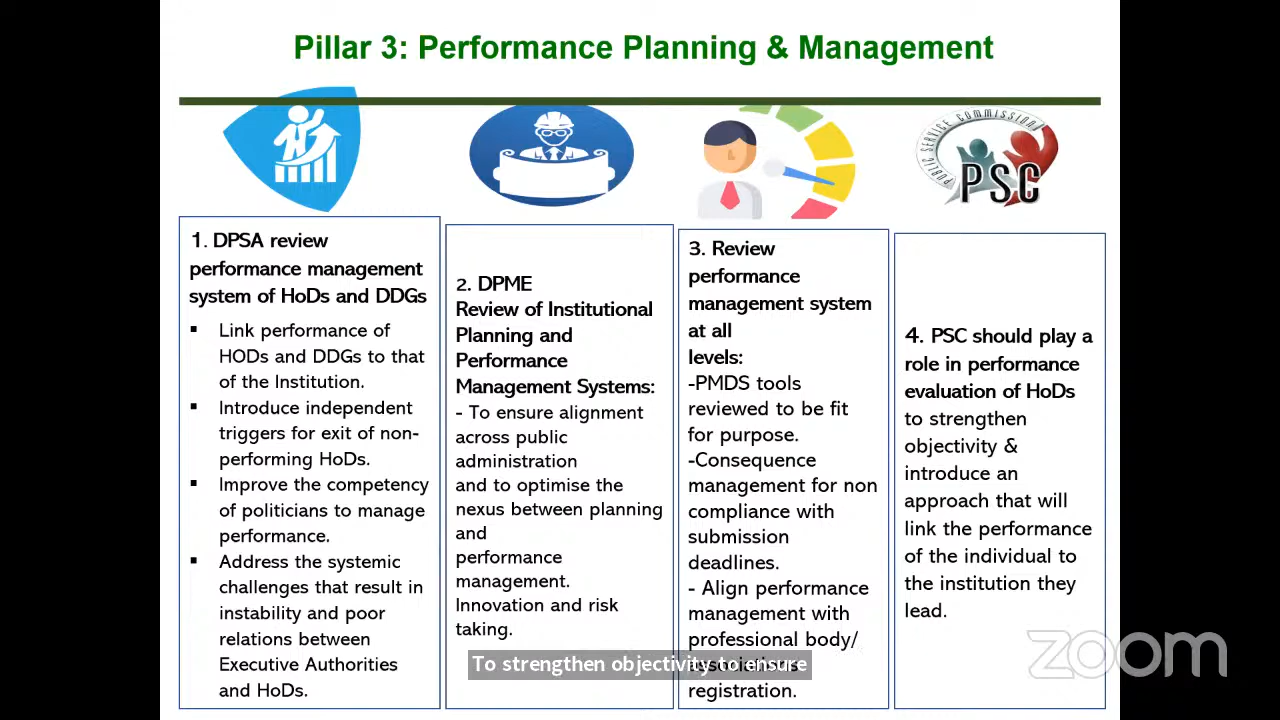 Pillar 3: Performance Planning & Management
PUBLIC SERVICE COMMISSION
PSC
1. DPSA review
performance management
system of HoDs and DDGs
▪ Link performance of
HODs and DDGs to that
of the Institution.
▪ Introduce independent
triggers for exit of non-
performing HoDs.
▪ Improve the competency
of politicians to manage
performance.
▪ Address the systemic
challenges that result in
instability and poor
relations between
Executive Authorities
and HoDs.
2. DPME
Review of Institutional
Planning and
Performance
Management Systems:
- To ensure alignment
across public
administration
and to optimise the
nexus between planning
and
performance
management.
Innovation and risk
taking.
3. Review
performance
management system
at all
levels:
-PMDS tools
reviewed to be fit
for purpose.
-Consequence
management for non
compliance with
submission
deadlines.
- Align performance
management with
professional body/
registration.
4. PSC should play a
role in performance
evaluation of HoDs
to strengthen
objectivity &
introduce an
approach that will
link the performance
of the individual to
the institution they
lead.
To strengthen objectivity to ensure
zoom